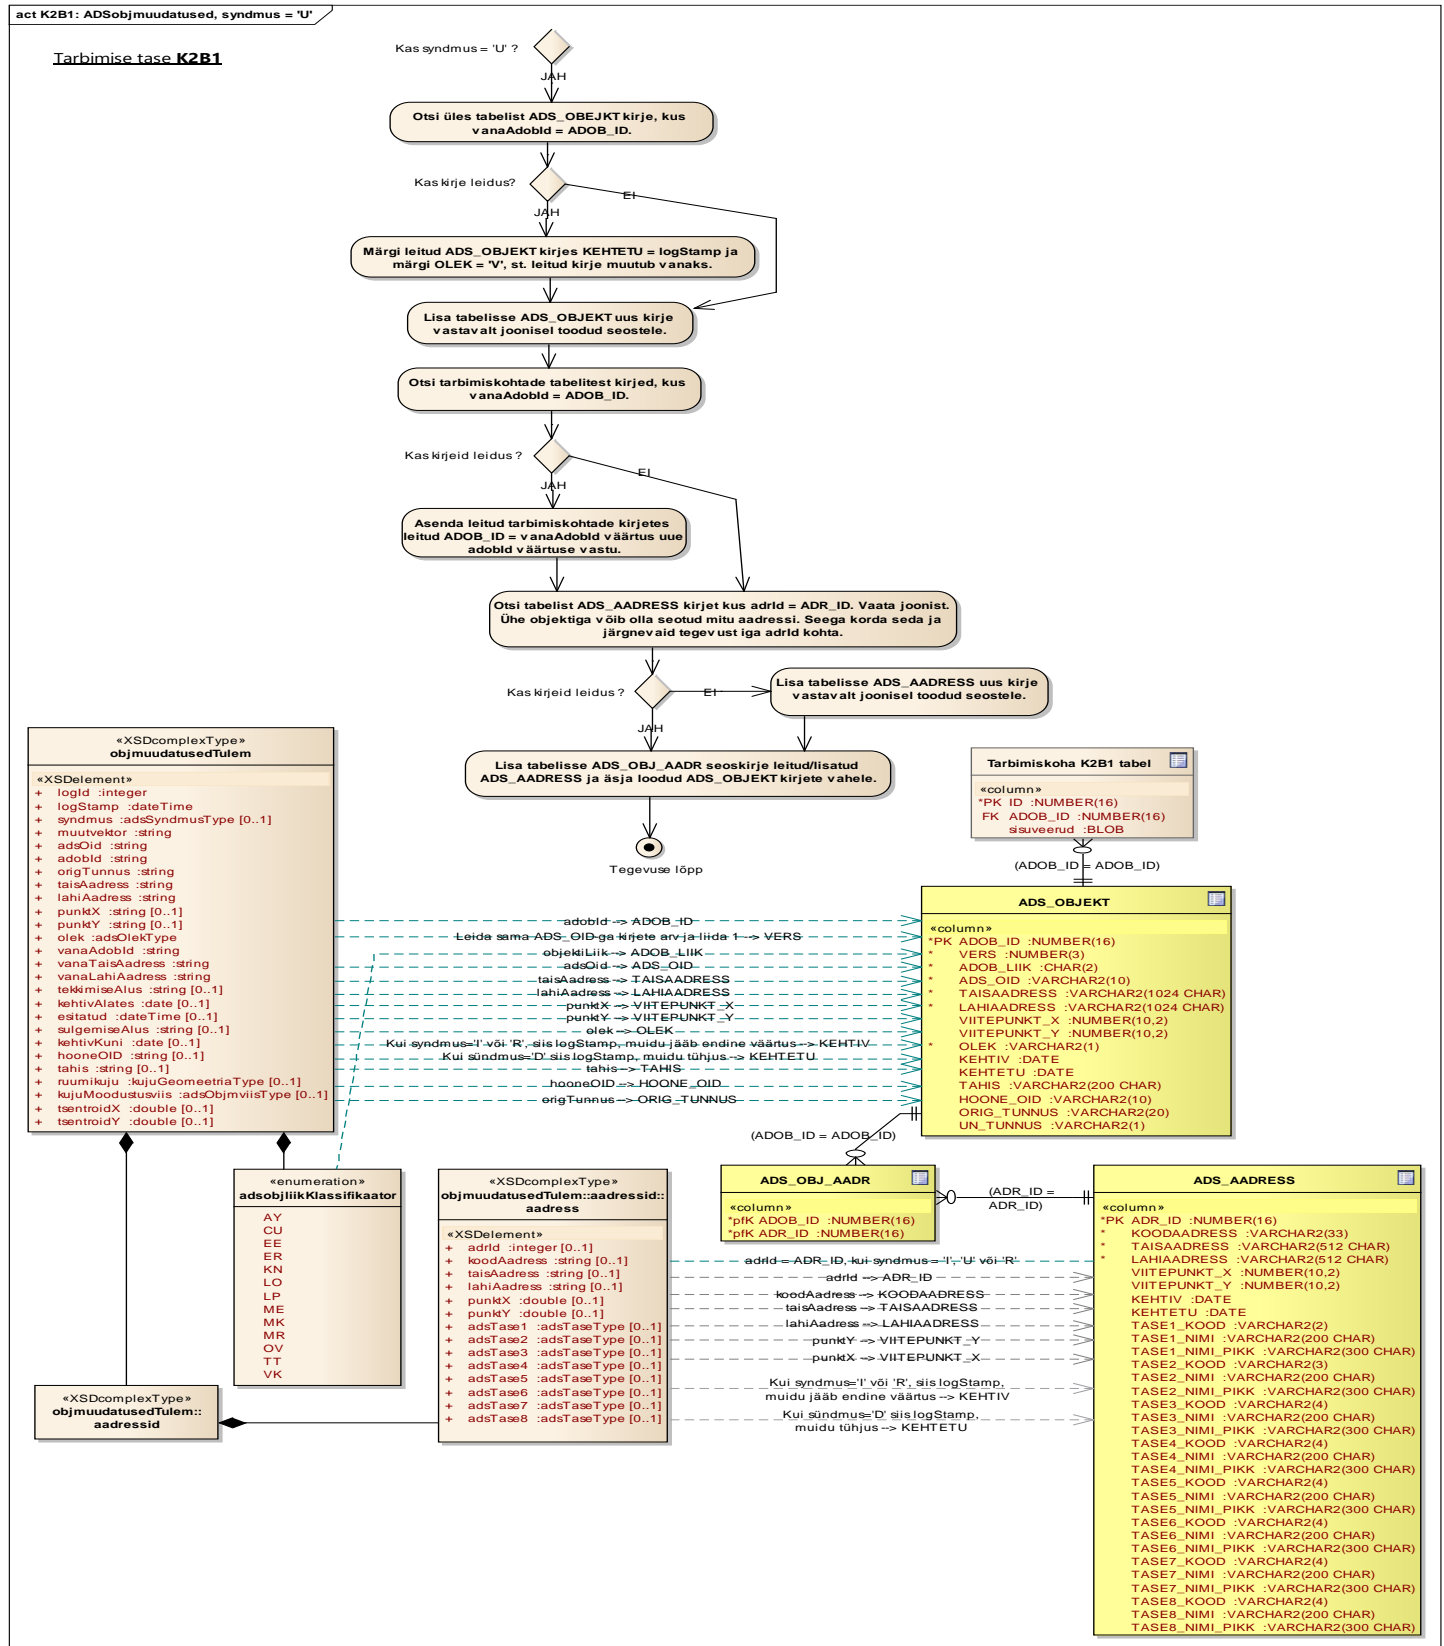 act K2B1: ADSobjmuudatused, syndmus = 'U'
Tarbimise tase K2B1
Kas syndmus = 'U' ?
JAH
Otsi üles tabelist ADS_OBEJKT kirje, kus
vanaAdobId = ADOB_ID.
Kas kirje leidus?
EI
JAH
Märgi leitud ADS_OBJEKT kirjes KEHTETU = logStamp ja
märgi OLEK = 'V', st. leitud kirje muutub vanaks.
Lisa tabelisse ADS_OBJEKT uus kirje
vastavalt joonisel toodud seostele.
Otsi tarbimiskohtade tabelitest kirjed, kus
vanaAdobId = ADOB_ID.
Kas kirjeid leidus ?
EI
JAH
Asenda leitud tarbimiskohtade kirjetes
leitud ADOB_ID = vanaAdobId väärtus uue
adobId väärtuse vastu.
Otsi tabelist ADS_AADRESS kirjet kus adrId = ADR_ID. Vaata joonist.
Ühe objektiga võib olla seotud mitu aadressi. Seega korda seda ja
järgnevaid tegevust iga adrId kohta.
Kas kirjeid leidus ?
EI
Lisa tabelisse ADS_AADRESS uus kirje
vastavalt joonisel toodud seostele.
JAH
Lisa tabelisse ADS_OBJ_AADR seoskirje leitud/lisatud
ADS_AADRESS ja äsja loodud ADS_OBJEKT kirjete vahele.
Tegevuse lõpp
«XSDcomplexType»
objmuudatusedTulem
«XSDelement»
+ logId :integer
+ logStamp :dateTime
+ syndmus :adsSyndmusType [0..1]
+ muutvektor :string
+ adsOid :string
+ adobId :string
+ origTunnus :string
+ taisAadress :string
+ lahiAadress :string
+ punktX :string [0..1]
+ punktY :string [0..1]
+ olek :adsOlekType
+ vanaAdobId :string
+ vanaTaisAadress :string
+ vanaLahiAadress :string
+ tekkimiseAlus :string [0..1]
+ kehtivAlates :date [0..1]
+ esitatud :dateTime [0..1]
+ sulgemiseAlus :string [0..1]
+ kehtivKuni :date [0..1]
+ hooneOID :string [0..1]
+ tahis :string [0..1]
+ ruumikuju :kujuGeomeetriaType [0..1]
+ kujuMoodustusviis :adsObjmviisType [0..1]
+ tsentroidX :double [0..1]
+ tsentroidY :double [0..1]
Tarbimiskoha K2B1 tabel
«column»
*PK ID :NUMBER(16)
FK ADOB_ID :NUMBER(16)
sisuveerud :BLOB
(ADOB_ID = ADOB_ID)
adobId --> ADOB_ID
Leida sama ADS_OID-ga kirjete arv ja liida 1 --> VERS
objektiLiik --> ADOB_LIIK
adsOid --> ADS_OID
taisAadress --> TAISAADRESS
lahiAadress --> LAHIAADRESS
punktX --> VIITEPUNKT_X
punktY --> VIITEPUNKT_Y
olek --> OLEK
Kui syndmus='I' või 'R', siis logStamp, muidu jääb endine väärtus --> KEHTIV
Kui sündmus='D' siis logStamp, muidu tühjus --> KEHTETU
tahis --> TAHIS
hooneOID --> HOONE_OID
origTunnus --> ORIG_TUNNUS
ADS_OBJEKT
«column»
*PK ADOB_ID :NUMBER(16)
* VERS :NUMBER(3)
* ADOB_LIIK :CHAR(2)
* ADS_OID :VARCHAR2(10)
* TAISAADRESS :VARCHAR2(1024 CHAR)
* LAHIAADRESS :VARCHAR2(1024 CHAR)
VIITEPUNKT_X :NUMBER(10,2)
VIITEPUNKT_Y :NUMBER(10,2)
* OLEK :VARCHAR2(1)
KEHTIV :DATE
KEHTETU :DATE
TAHIS :VARCHAR2(200 CHAR)
HOONE_OID :VARCHAR2(10)
ORIG_TUNNUS :VARCHAR2(20)
UN_TUNNUS :VARCHAR2(1)
(ADOB_ID = ADOB_ID)
«enumeration»
adsobjliikKlassifikaator
AY
CU
EE
ER
KN
LO
LP
ME
MK
MR
OV
TT
VK
«XSDcomplexType»
objmuudatusedTulem::
aadressid
«XSDcomplexType»
objmuudatusedTulem::aadressid::
aadress
«XSDelement»
+ adrId :integer [0..1]
+ koodAadress :string [0..1]
+ taisAadress :string [0..1]
+ lahiAadress :string [0..1]
+ punktX :double [0..1]
+ punktY :double [0..1]
+ adsTase1 :adsTaseType [0..1]
+ adsTase2 :adsTaseType [0..1]
+ adsTase3 :adsTaseType [0..1]
+ adsTase4 :adsTaseType [0..1]
+ adsTase5 :adsTaseType [0..1]
+ adsTase6 :adsTaseType [0..1]
+ adsTase7 :adsTaseType [0..1]
+ adsTase8 :adsTaseType [0..1]
ADS_OBJ_AADR
«column»
*pfK ADOB_ID :NUMBER(16)
*pfK ADR_ID :NUMBER(16)
(ADR_ID =
ADR_ID)
adrId = ADR_ID, kui syndmus = 'I', 'U' või 'R'
adrId --> ADR_ID
koodAadress --> KOODAADRESS
taisAadress --> TAISAADRESS
lahiAadress --> LAHIAADRESS
punktY --> VIITEPUNKT_Y
punktX --> VIITEPUNKT_X
Kui syndmus='I' või 'R', siis logStamp,
muidu jääb endine väärtus --> KEHTIV
Kui sündmus='D' siis logStamp,
muidu tühjus --> KEHTETU
ADS_AADRESS
«column»
*PK ADR_ID :NUMBER(16)
* KOODAADRESS :VARCHAR2(33)
* TAISAADRESS :VARCHAR2(512 CHAR)
* LAHIAADRESS :VARCHAR2(512 CHAR)
VIITEPUNKT_X :NUMBER(10,2)
VIITEPUNKT_Y :NUMBER(10,2)
KEHTIV :DATE
KEHTETU :DATE
TASE1_KOOD :VARCHAR2(2)
TASE1_NIMI :VARCHAR2(200 CHAR)
TASE1_NIMI_PIKK :VARCHAR2(300 CHAR)
TASE2_KOOD :VARCHAR2(3)
TASE2_NIMI :VARCHAR2(200 CHAR)
TASE2_NIMI_PIKK :VARCHAR2(300 CHAR)
TASE3_KOOD :VARCHAR2(4)
TASE3_NIMI :VARCHAR2(200 CHAR)
TASE3_NIMI_PIKK :VARCHAR2(300 CHAR)
TASE4_KOOD :VARCHAR2(4)
TASE4_NIMI :VARCHAR2(200 CHAR)
TASE4_NIMI_PIKK :VARCHAR2(300 CHAR)
TASE5_KOOD :VARCHAR2(4)
TASE5_NIMI :VARCHAR2(200 CHAR)
TASE5_NIMI_PIKK :VARCHAR2(300 CHAR)
TASE6_KOOD :VARCHAR2(4)
TASE6_NIMI :VARCHAR2(200 CHAR)
TASE6_NIMI_PIKK :VARCHAR2(300 CHAR)
TASE7_KOOD :VARCHAR2(4)
TASE7_NIMI :VARCHAR2(200 CHAR)
TASE7_NIMI_PIKK :VARCHAR2(300 CHAR)
TASE8_KOOD :VARCHAR2(4)
TASE8_NIMI :VARCHAR2(200 CHAR)
TASE8_NIMI_PIKK :VARCHAR2(300 CHAR)